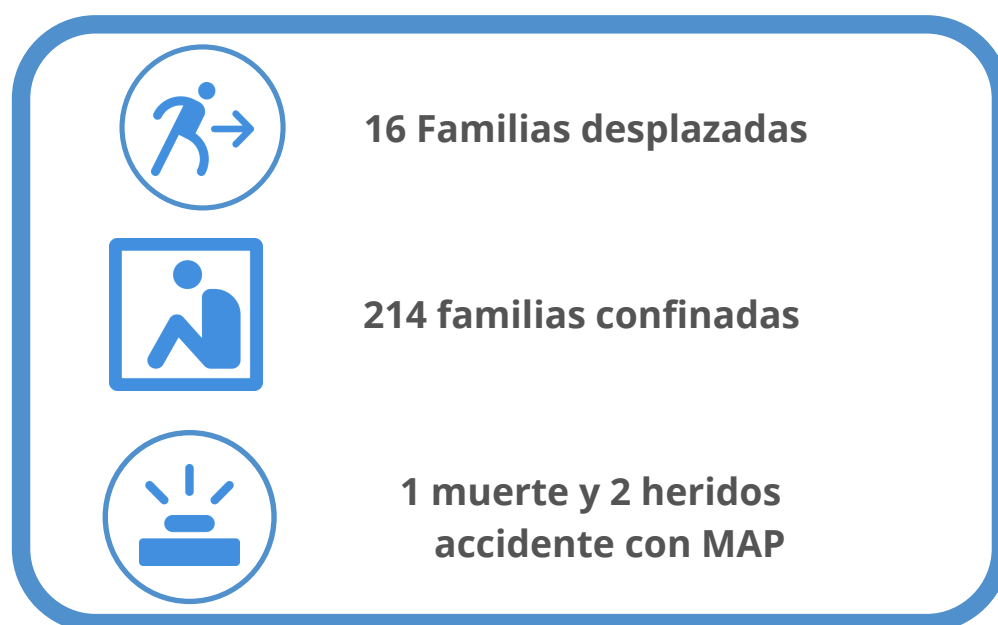 16 Familias desplazadas
214 familias confinadas
1 muerte y 2 heridos
accidente con MAP